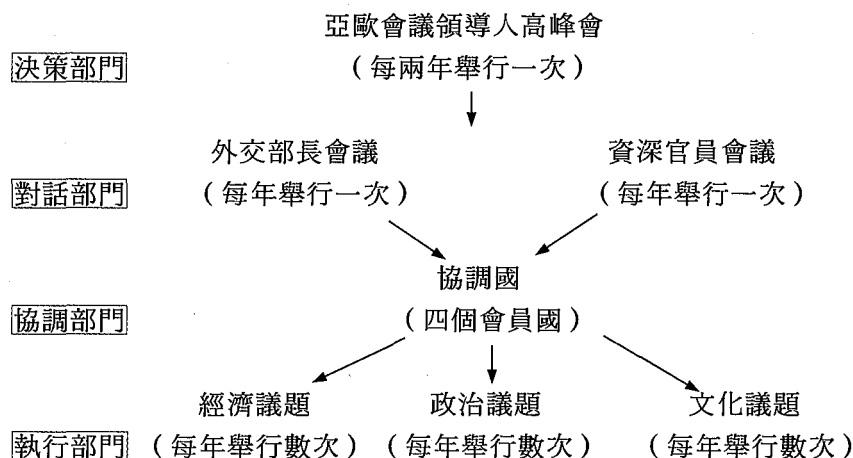 亞歐會議領導人高峰會
決策部門 （每兩年舉行一次）
外交部長會議 資深官員會議
對話部門 （每年舉行一次） （每年舉行一次）
協調國
協調部門 （四個會員國）
經濟議題 政治議題 文化議題
執行部門 （每年舉行數次） （每年舉行數次） （每年舉行數次）